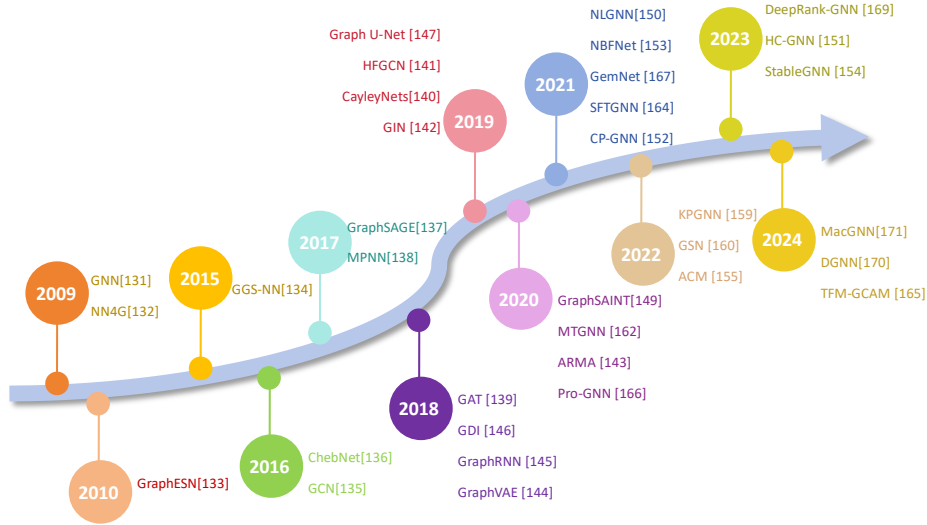 2009
GNN[131]
NN4G[132]
2010
GraphESN[133]
2015
GGS-NN[134]
2016
ChebNet[136]
GCN[135]
2017
GraphSAGE[137]
MPNN[138]
2018
GAT [139]
GDI [146]
GraphRNN [145]
GraphVAE [144]
Graph U-Net [147]
HFGCN [141]
CayleyNets[140]
GIN [142]
2019
2020
GraphSAINT[149]
MTGNN [162]
ARMA [143]
Pro-GNN [166]
2021
NLGNN[150]
NBFNet [153]
GemNet [167]
SFTGNN [164]
CP-GNN [152]
2022
KPGNN [159]
GSN [160]
ACM [155]
2023
DeepRank-GNN [169]
HC-GNN [151]
StableGNN [154]
2024
MacGNN[171]
DGNN[170]
TFM-GCAM [165]